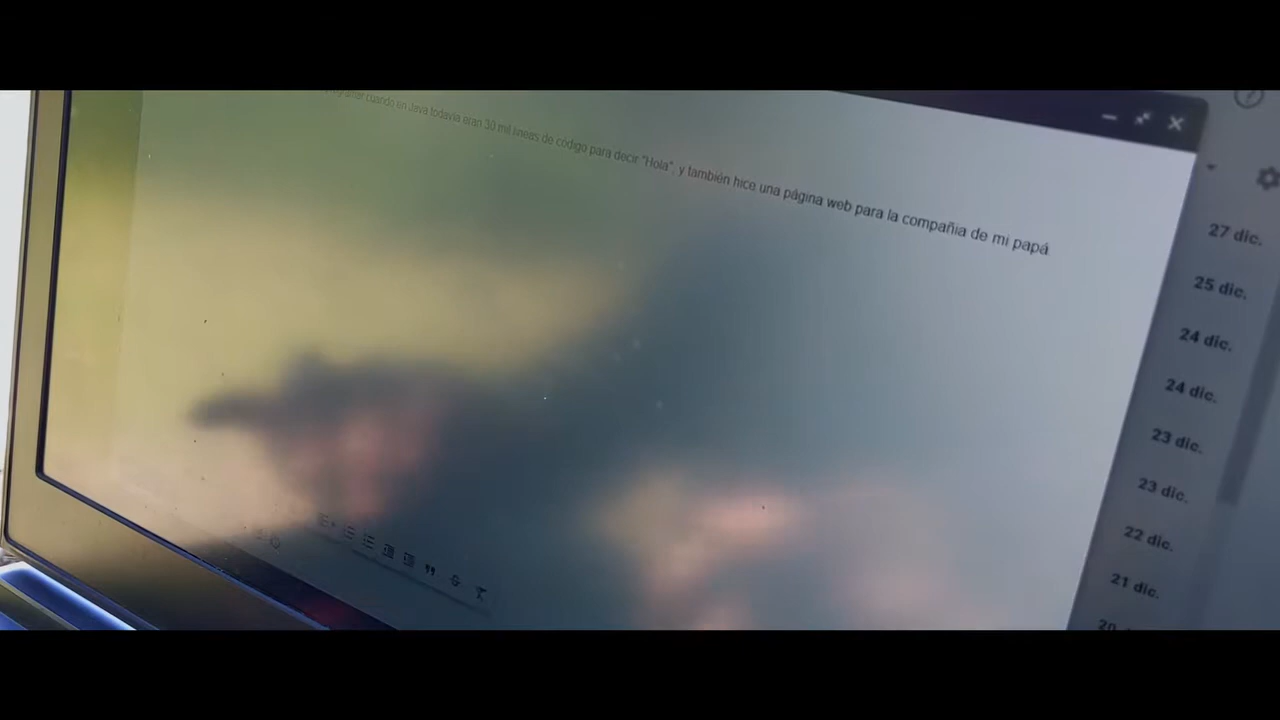 programar cuando en Java todavía eran 30 mil líneas de código para decir "Hola", y también hice una página web para la compañia de mi papá
27 dic.
25 dic.
24 dic.
24 dic.
23 dic.
23 dic.
22 dic.
21 dic.